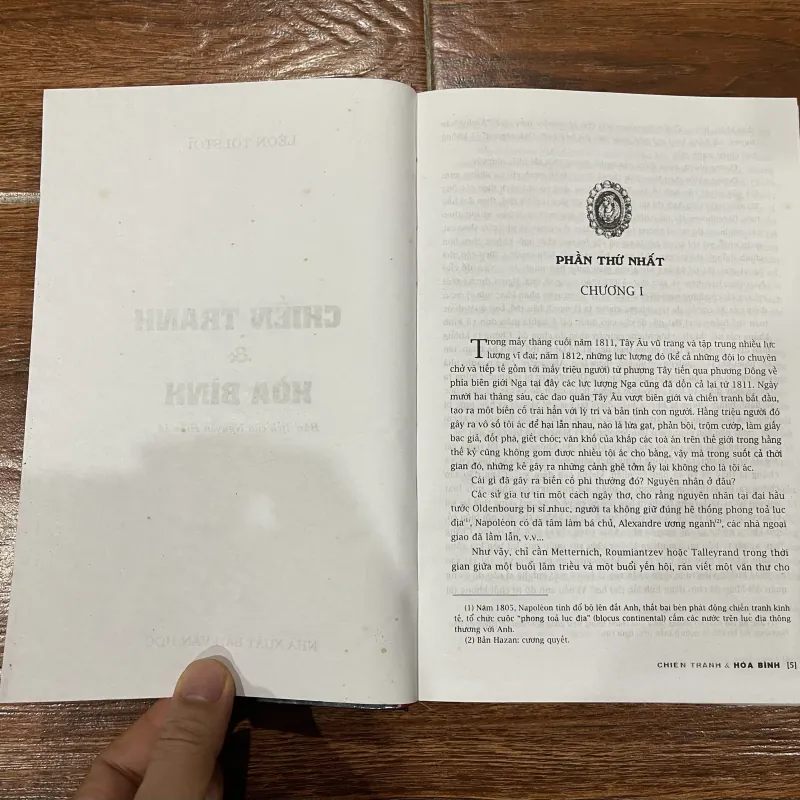 PHẦN THỨ NHẤT
CHƯƠNG I
Trong mấy tháng cuối năm 1811, Tây Âu vũ trang và tập trung nhiều lực
lượng vĩ đại; năm 1812, những lực lượng đó (kể cả những đội lo chuyên
chở và tiếp tế gồm tới mấy triệu người) từ phương Tây tiến qua phương Đông về
phía biên giới Nga tại đây các lực lượng Nga cũng đã dồn cả lại từ 1811. Ngày
mười hai tháng sáu, các đạo quân Tây Âu vượt biên giới và chiến tranh bắt đầu,
tạo ra một biến cố trái hẳn với lý trí và bản tính con người. Hằng triệu người đó
gây ra vô số tội ác để hại lẫn nhau, nào là lừa gạt, phản bội, trộm cướp, làm giấy
bạc giả, đốt phá, giết chóc; văn khố của khắp các toà án trên thế giới trong hằng
thế kỷ cũng không gom được nhiều tội ác cho bằng, vậy mà trong suốt cả thời
gian đó, những kẻ gây ra những cảnh ghê tởm ấy lại không cho là tội ác.
Cái gì đã gây ra biến cố phi thường đó? Nguyên nhân ở đâu?
Các sử gia tự tin một cách ngây thơ, cho rằng nguyên nhân tại đại hầu
tước Oldenbourg bị sỉ nhục, người ta không giữ đúng hệ thống phong toả lục
địa(1), Napoléon có dã tâm làm bá chủ, Alexandre ương ngạnh(2), các nhà ngoại
giao đã lầm lẫn, v.v...
Như vậy, chỉ cần Metternich, Roumiantzev hoặc Talleyrand trong thời
gian giữa một buổi lâm triều và một buổi yến hội, rán viết một văn thư cho
(1) Năm 1805, Napoléon tính đổ bộ lên đất Anh, thất bại bèn phát động chiến tranh kinh
tế, tổ chức cuộc "phong toả lục địa" (blocus continental) cấm các nước trên lục địa thông
thương với Anh.
(2) Bản Hazan: cương quyết.
CHIẾN TRANH & HÒA BÌNH [5]